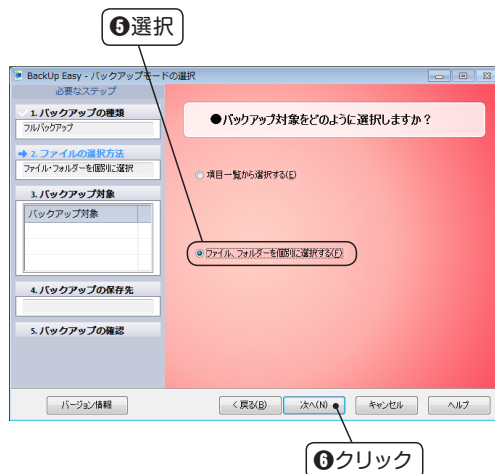 ❺選択
BackUp Easy - バックアップモードの選択
必要なステップ
1. バックアップの種類
フルバックアップ
2. ファイルの選択方法
ファイル・フォルダーを個別に選択
3. バックアップ対象
バックアップ対象
4. バックアップの保存先
5. バックアップの確認
●バックアップ対象をどのように選択しますか？
項目一覧から選択する(E)
ファイル、フォルダーを個別に選択する(F)
バージョン情報
< 戻る(B)
次へ(N)
キャンセル
ヘルプ
❻クリック